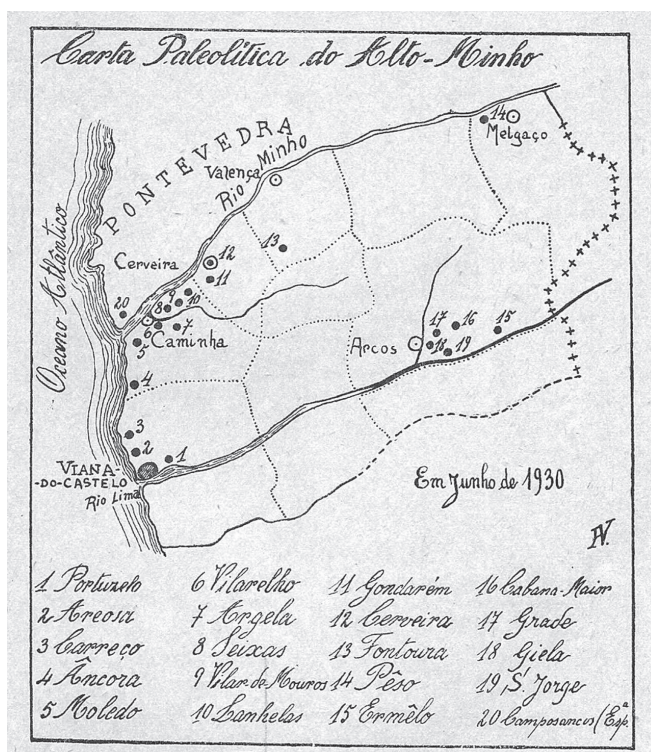 Carta Paleolítica do Alto-Minho
PONTEVEDRA
Rio Minho
Oceano Atlântico
14
Melgaço
Valença
13
Cerveira
12
11
20
9
10
8
6
7
Caminha
5
4
3
2
1
VIANA-
-DO-CASTELO
Rio Lima
Arcos
17
16
15
18
19
Em Junho de 1930
1 Portuzelo
2 Areosa
3 Carreço
4 Âncora
5 Moledo
6 Vilarelho
7 Argela
8 Seixas
9 Vilar de Mouros
10 Lanhelas
11 Gondarém
12 Cerveira
13 Fontoura
14 Pêso
15 Ermêlo
16 Cabana-Maior
17 Grade
18 Giela
19 S. Jorge
20 Camposancos (Esp.ª